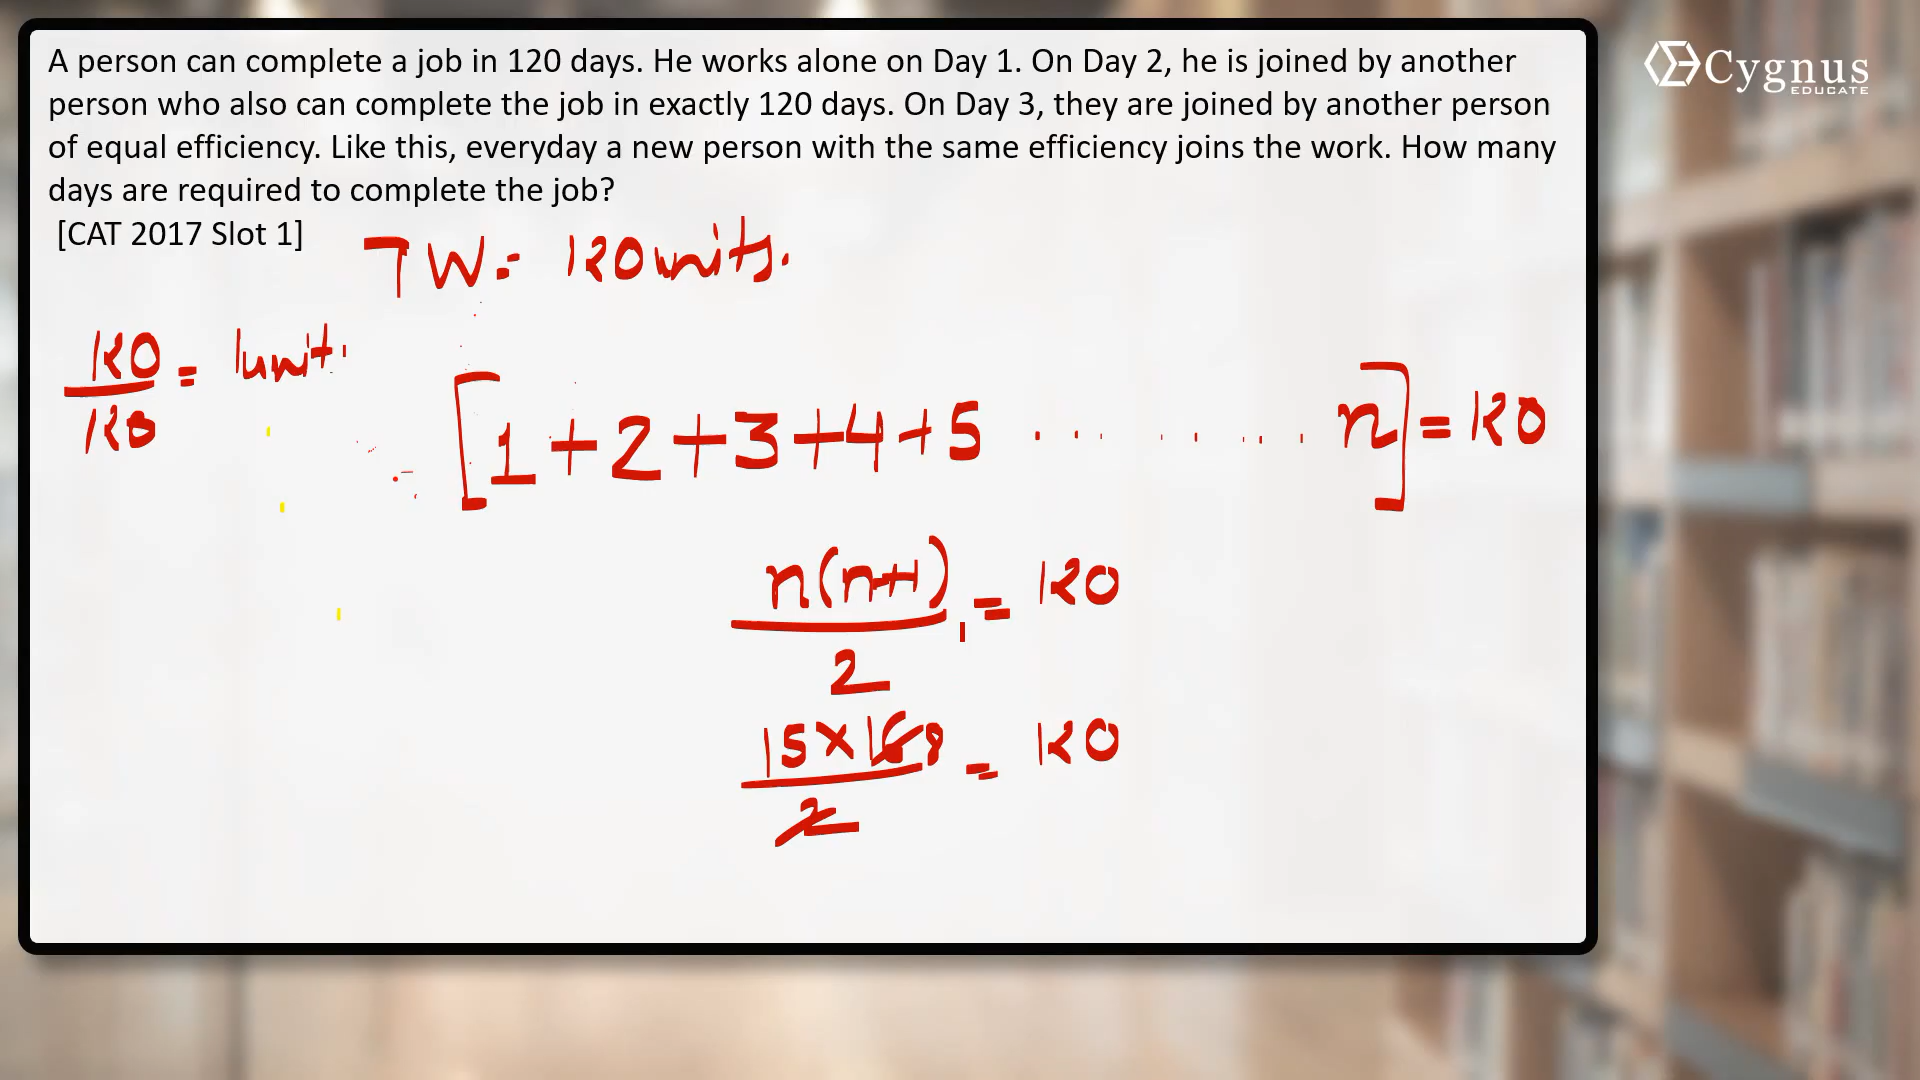 A person can complete a job in 120 days. He works alone on Day 1. On Day 2, he is joined by another
person who also can complete the job in exactly 120 days. On Day 3, they are joined by another person
of equal efficiency. Like this, everyday a new person with the same efficiency joins the work. How many
days are required to complete the job?
[CAT 2017 Slot 1]
Cygnus
EDUCATE
TW = 120 units.
120/120 = 1 unit.
[1+2+3+4+5 ......... n] = 120
n(n+1)/2 = 120
15×16 8/2 = 120